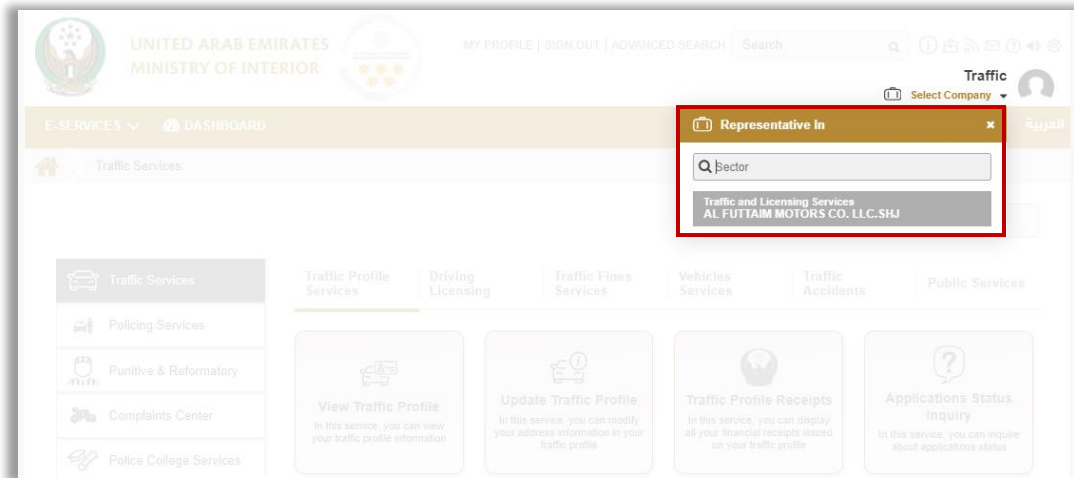 UNITED ARAB EMIRATES
MINISTRY OF INTERIOR
MY PROFILE | SIGN OUT | ADVANCED SEARCH
Search
Traffic
Select Company
E-SERVICES
DASHBOARD
العربية
Representative In
Traffic Services
Sector
Traffic and Licensing Services
AL FUTTAIM MOTORS CO. LLC.SHJ
Traffic Services
Policing Services
Punitive & Reformatory
Complaints Center
Police College Services
Traffic Profile
Services
Driving
Licensing
Traffic Fines
Services
Vehicles
Services
Traffic
Accidents
Public Services
View Traffic Profile
In this service, you can view
your traffic profile information
Update Traffic Profile
In this service, you can modify
your address information in your
traffic profile
Traffic Profile Receipts
In this service, you can display
all your financial receipts issued
on your traffic profile
Applications Status
Inquiry
In this service, you can inquire
about applications status